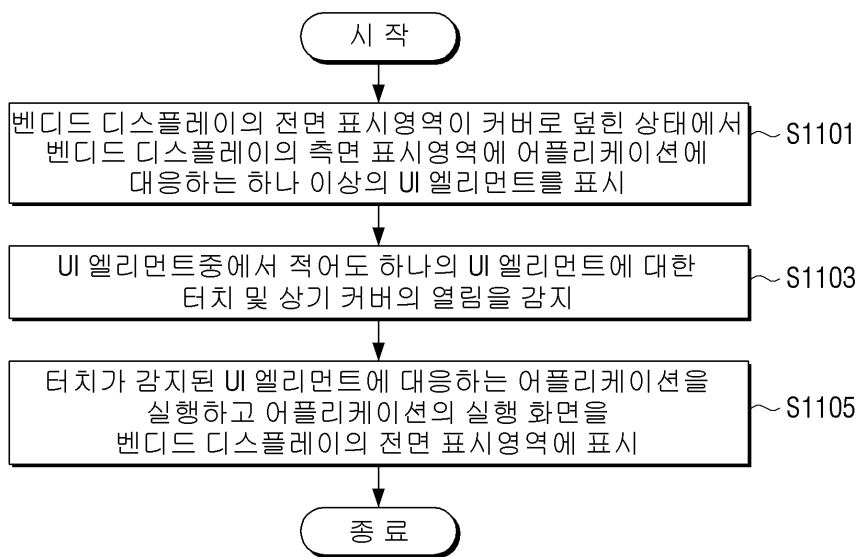 시 작
벤디드 디스플레이의 전면 표시영역이 커버로 덮힌 상태에서
벤디드 디스플레이의 측면 표시영역에 어플리케이션에
대응하는 하나 이상의 UI 엘리먼트를 표시
S1101
UI 엘리먼트중에서 적어도 하나의 UI 엘리먼트에 대한
터치 및 상기 커버의 열림을 감지
S1103
터치가 감지된 UI 엘리먼트에 대응하는 어플리케이션을
실행하고 어플리케이션의 실행 화면을
벤디드 디스플레이의 전면 표시영역에 표시
S1105
종 료